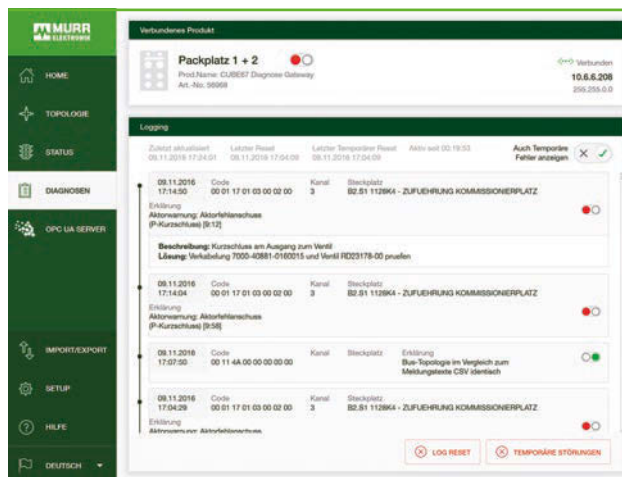 MURR
ELEKTRONIK
HOME
TOPOLOGIE
STATUS
DIAGNOSEN
OPC UA SERVER
IMPORT/EXPORT
SETUP
HILFE
DEUTSCH
Verbundenes Produkt
Packplatz 1 + 2
Prod.Name: CUBE67 Diagnose Gateway
Art.-No: 56968
Verbunden
10.6.6.208
255.255.0.0
Logging
Zuletzt aktualisiert Letzter Reset Letzter Temporärer Reset Aktiv seit 00:19:53
09.11.2016 17:24:01 09.11.2016 17:04:09 09.11.2016 17:04:09
Auch Temporäre
Fehler anzeigen
09.11.2016 Code Kanal Steckplatz
17:14:50 00 01 17 01 03 00 02 00 3 B2.S1 1128K4 - ZUFUEHRUNG KOMMISSIONIERPLATZ
Erklärung
Aktorwarnung: Aktorfehlanschuss
(P-Kurzschluss) [9:12]
Beschreibung: Kurzschluss am Ausgang zum Ventil
Lösung: Verkabelung 7000-40881-0160015 und Ventil RD23178-00 pruefen
09.11.2016 Code Kanal Steckplatz
17:14:04 00 01 17 01 03 00 02 00 3 B2.S1 1128K4 - ZUFUEHRUNG KOMMISSIONIERPLATZ
Erklärung
Aktorwarnung: Aktorfehlanschuss
(P-Kurzschluss) [9:58]
09.11.2016 Code Kanal Steckplatz Erklärung
17:07:50 00 11 4A 00 00 00 00 00 Bus-Topologie im Vergleich zum
Meldungstexte CSV identisch
09.11.2016 Code Kanal Steckplatz
17:04:29 00 01 17 01 03 00 02 00 3 B2.S1 1128K4 - ZUFUEHRUNG KOMMISSIONIERPLATZ
Erklärung
Aktorwarnung: Aktorfehlanschuss
LOG RESET
TEMPORÄRE STÖRUNGEN